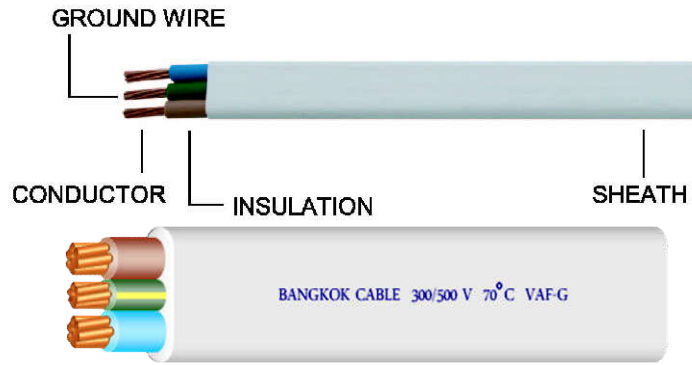 GROUND WIRE
CONDUCTOR
INSULATION
SHEATH
BANGKOK CABLE 300/500 V 70°C VAF-G